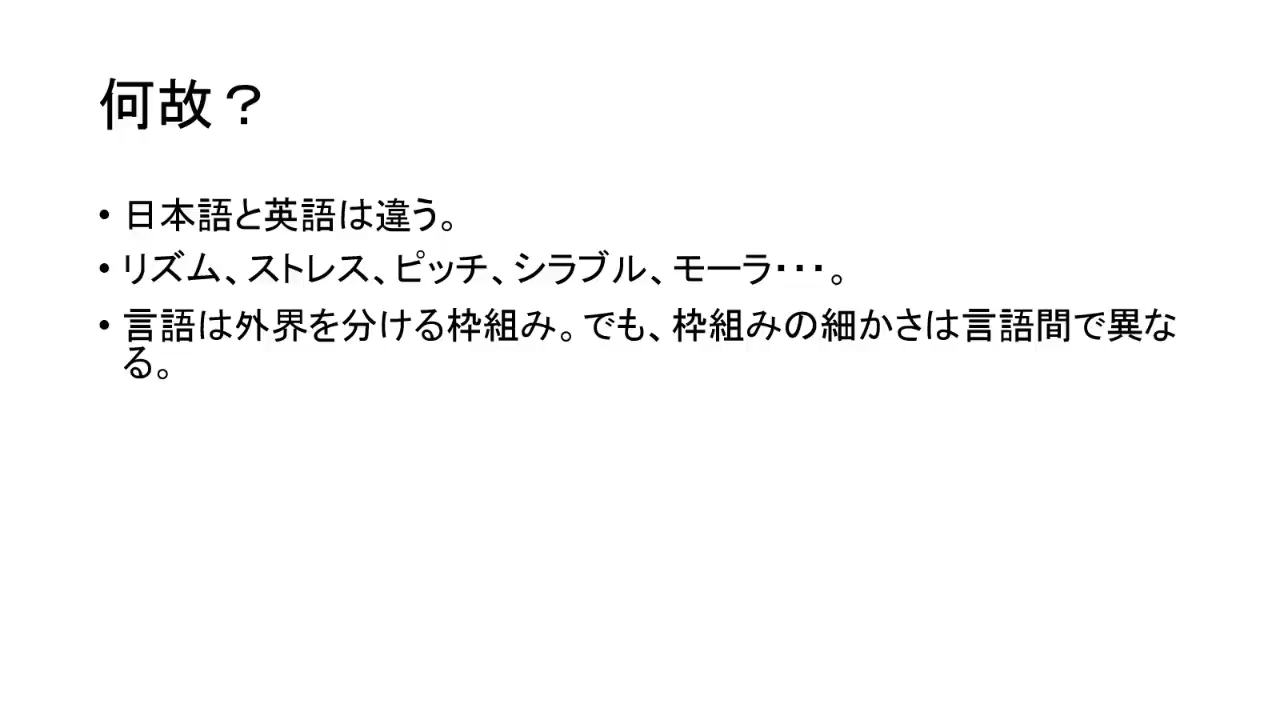 何故？
• 日本語と英語は違う。
• リズム、ストレス、ピッチ、シラブル、モーラ・・・。
• 言語は外界を分ける枠組み。でも、枠組みの細かさは言語間で異な
る。